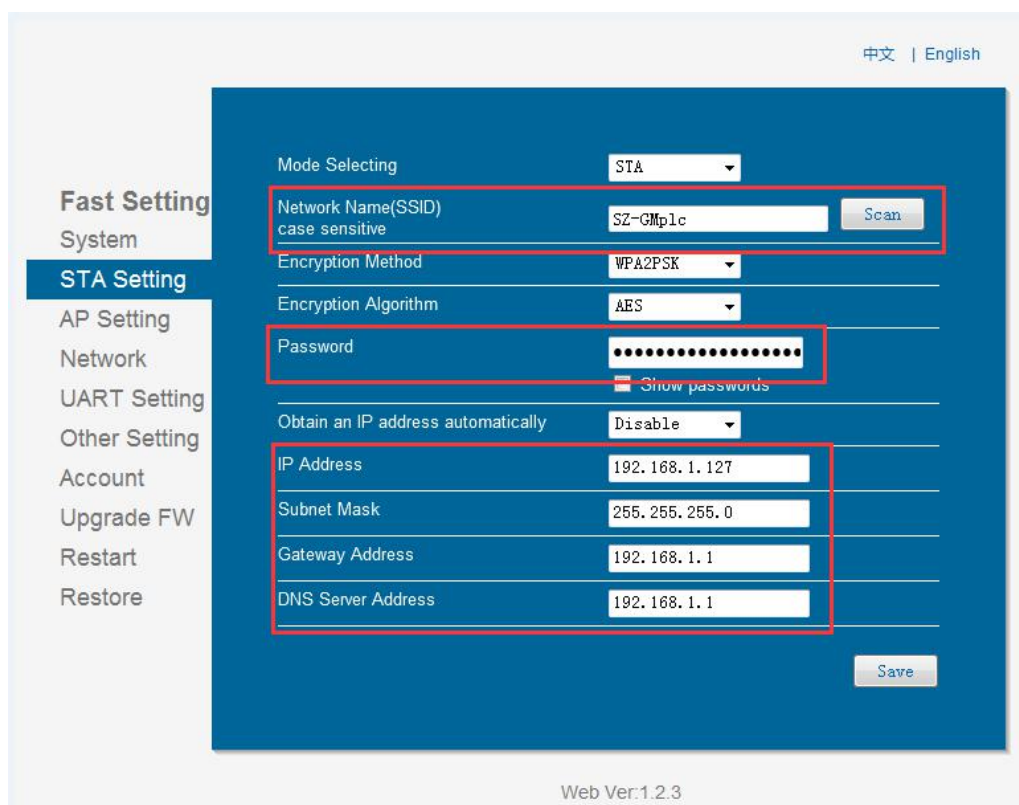 中文 | English
Fast Setting
System
STA Setting
AP Setting
Network
UART Setting
Other Setting
Account
Upgrade FW
Restart
Restore
Mode Selecting STA
Network Name(SSID)
case sensitive SZ-GMplc Scan
Encryption Method WPA2PSK
Encryption Algorithm AES
Password ••••••••••••••••••
Show passwords
Obtain an IP address automatically Disable
IP Address 192.168.1.127
Subnet Mask 255.255.255.0
Gateway Address 192.168.1.1
DNS Server Address 192.168.1.1
Save
Web Ver:1.2.3